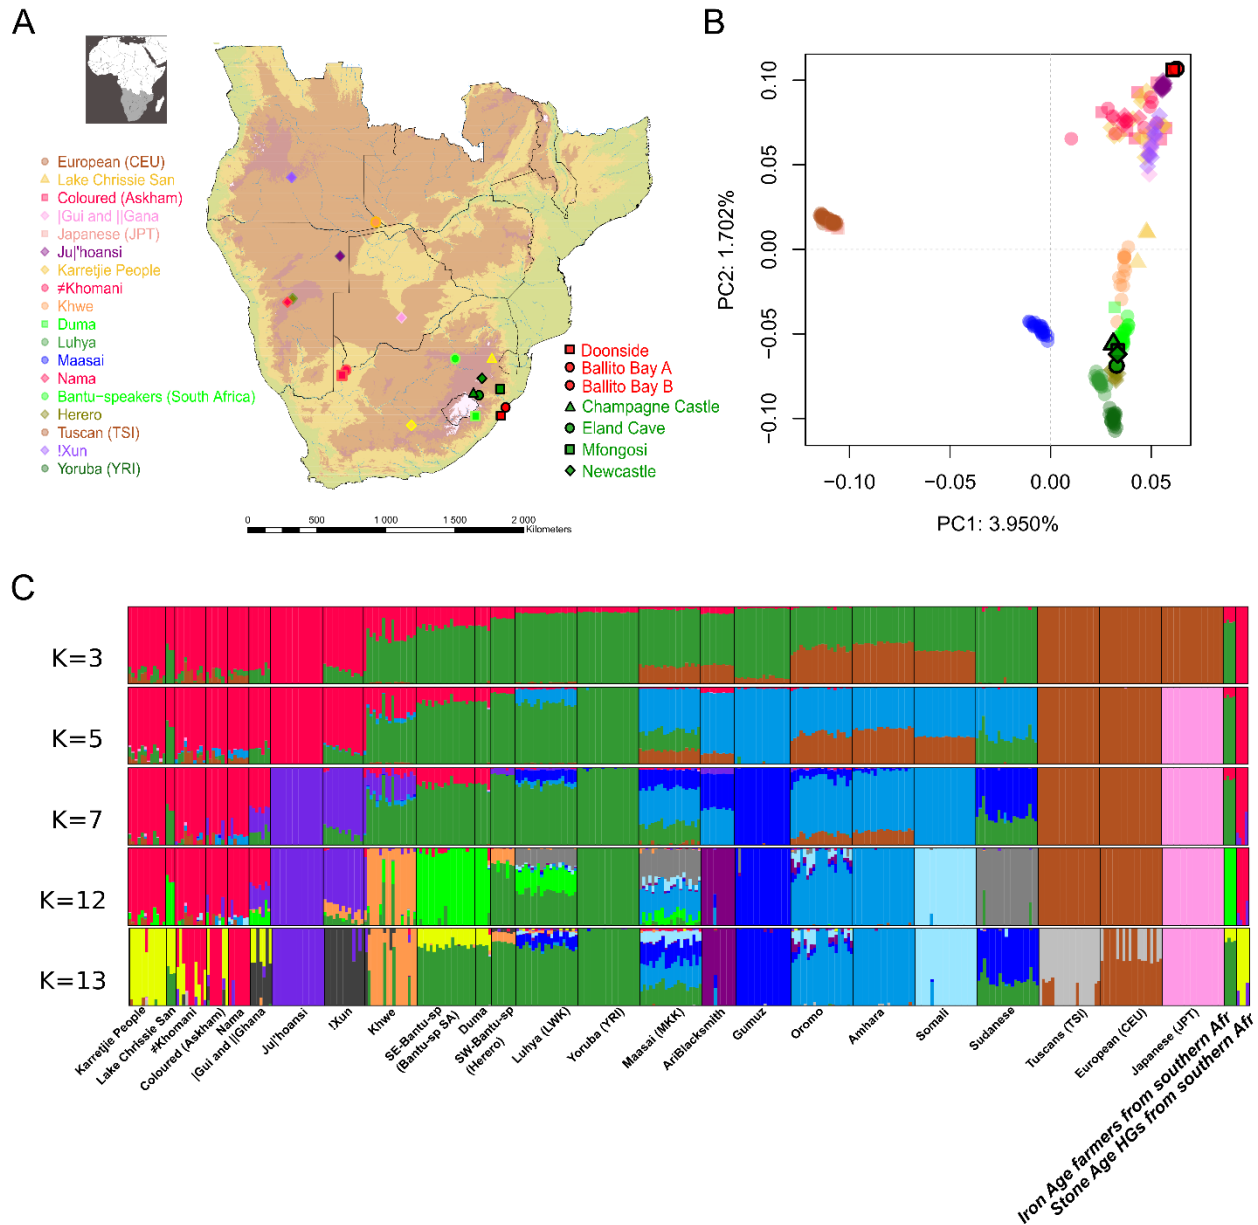 A
European (CEU)
Lake Chrissie San
Coloured (Askham)
|Gui and ||Gana
Japanese (JPT)
Ju|'hoansi
Karretjie People
≠Khomani
Khwe
Duma
Luhya
Maasai
Nama
Bantu−speakers (South Africa)
Herero
Tuscan (TSI)
!Xun
Yoruba (YRI)
Doonside
Ballito Bay A
Ballito Bay B
Champagne Castle
Eland Cave
Mfongosi
Newcastle
0 500 1 000 1 500 2 000
Kilometers
B
PC2: 1.702%
0.10
0.05
0.00
−0.05
−0.10
−0.10 −0.05 0.00 0.05
PC1: 3.950%
C
K=3
K=5
K=7
K=12
K=13
Karretjie People
Lake Chrissie San
≠Khomani
Coloured (Askham)
Nama
|Gui and ||Ghana
Ju|'hoansi
!Xun
Khwe
SE-Bantu-sp
(Bantu-sp SA)
Duma
SW-Bantu-sp
(Herero)
Luhya (LWK)
Yoruba (YRI)
Maasai (MKK)
AriBlacksmith
Gumuz
Oromo
Amhara
Somali
Sudanese
Tuscans (TSI)
European (CEU)
Japanese (JPT)
Iron Age farmers from southern Afr
Stone Age HGs from southern Afr